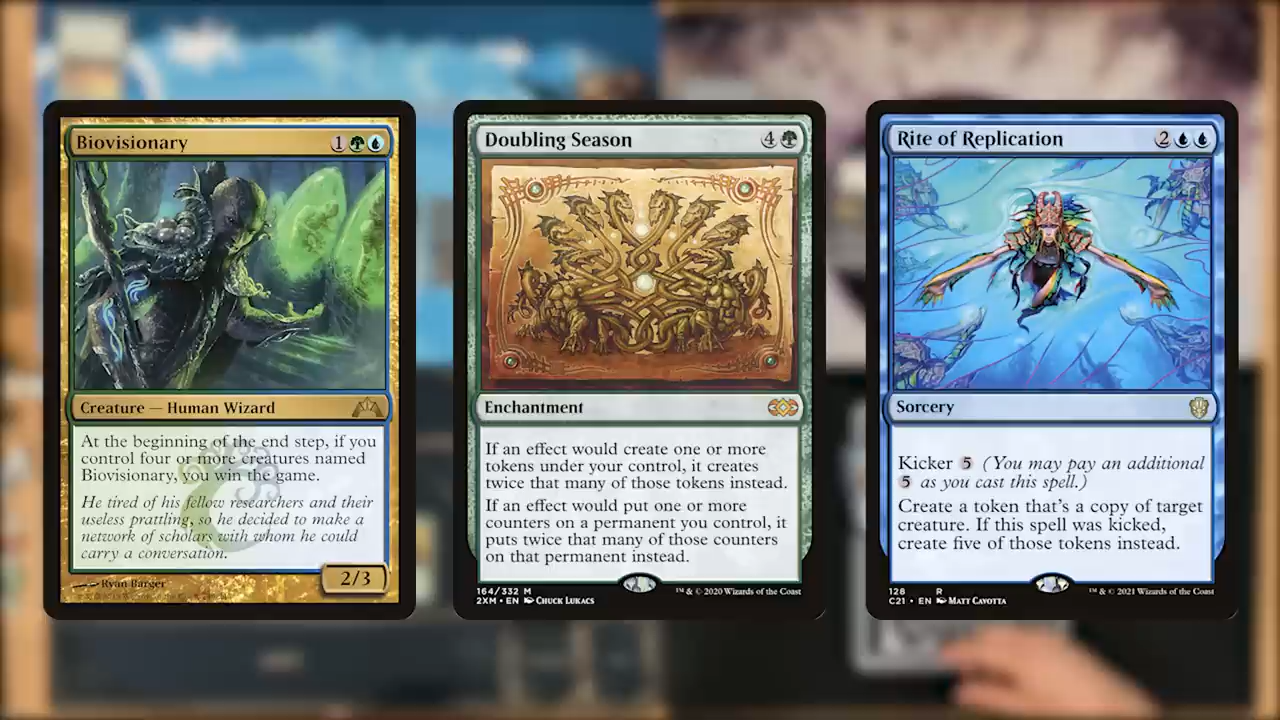 Biovisionary 1
Creature — Human Wizard
At the beginning of the end step, if you
control four or more creatures named
Biovisionary, you win the game.
He tired of his fellow researchers and their
useless prattling, so he decided to make a
network of scholars with whom he could
carry a conversation.
2/3
Ryan Barger
Doubling Season 4
Enchantment
If an effect would create one or more
tokens under your control, it creates
twice that many of those tokens instead.
If an effect would put one or more
counters on a permanent you control, it
puts twice that many of those counters
on that permanent instead.
164/332 M
2XM • EN Chuck Lukacs
™ & © 2020 Wizards of the Coast
Rite of Replication 2
Sorcery
Kicker 5 (You may pay an additional
5 as you cast this spell.)
Create a token that's a copy of target
creature. If this spell was kicked,
create five of those tokens instead.
128 R
C21 • EN Matt Cavotta
™ & © 2021 Wizards of the Coast